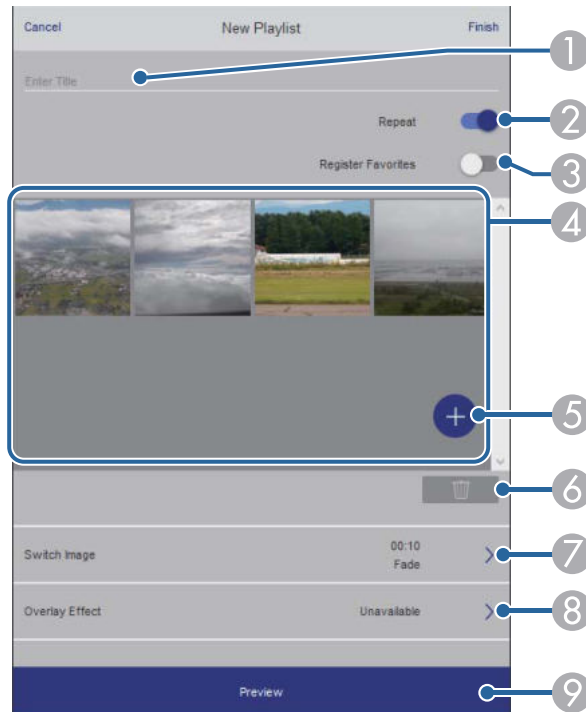 Cancel New Playlist Finish
Enter Title
1
Repeat
2
Register Favorites
3
4
5
6
Switch Image 00:10
Fade
7
Overlay Effect Unavailable
8
Preview
9